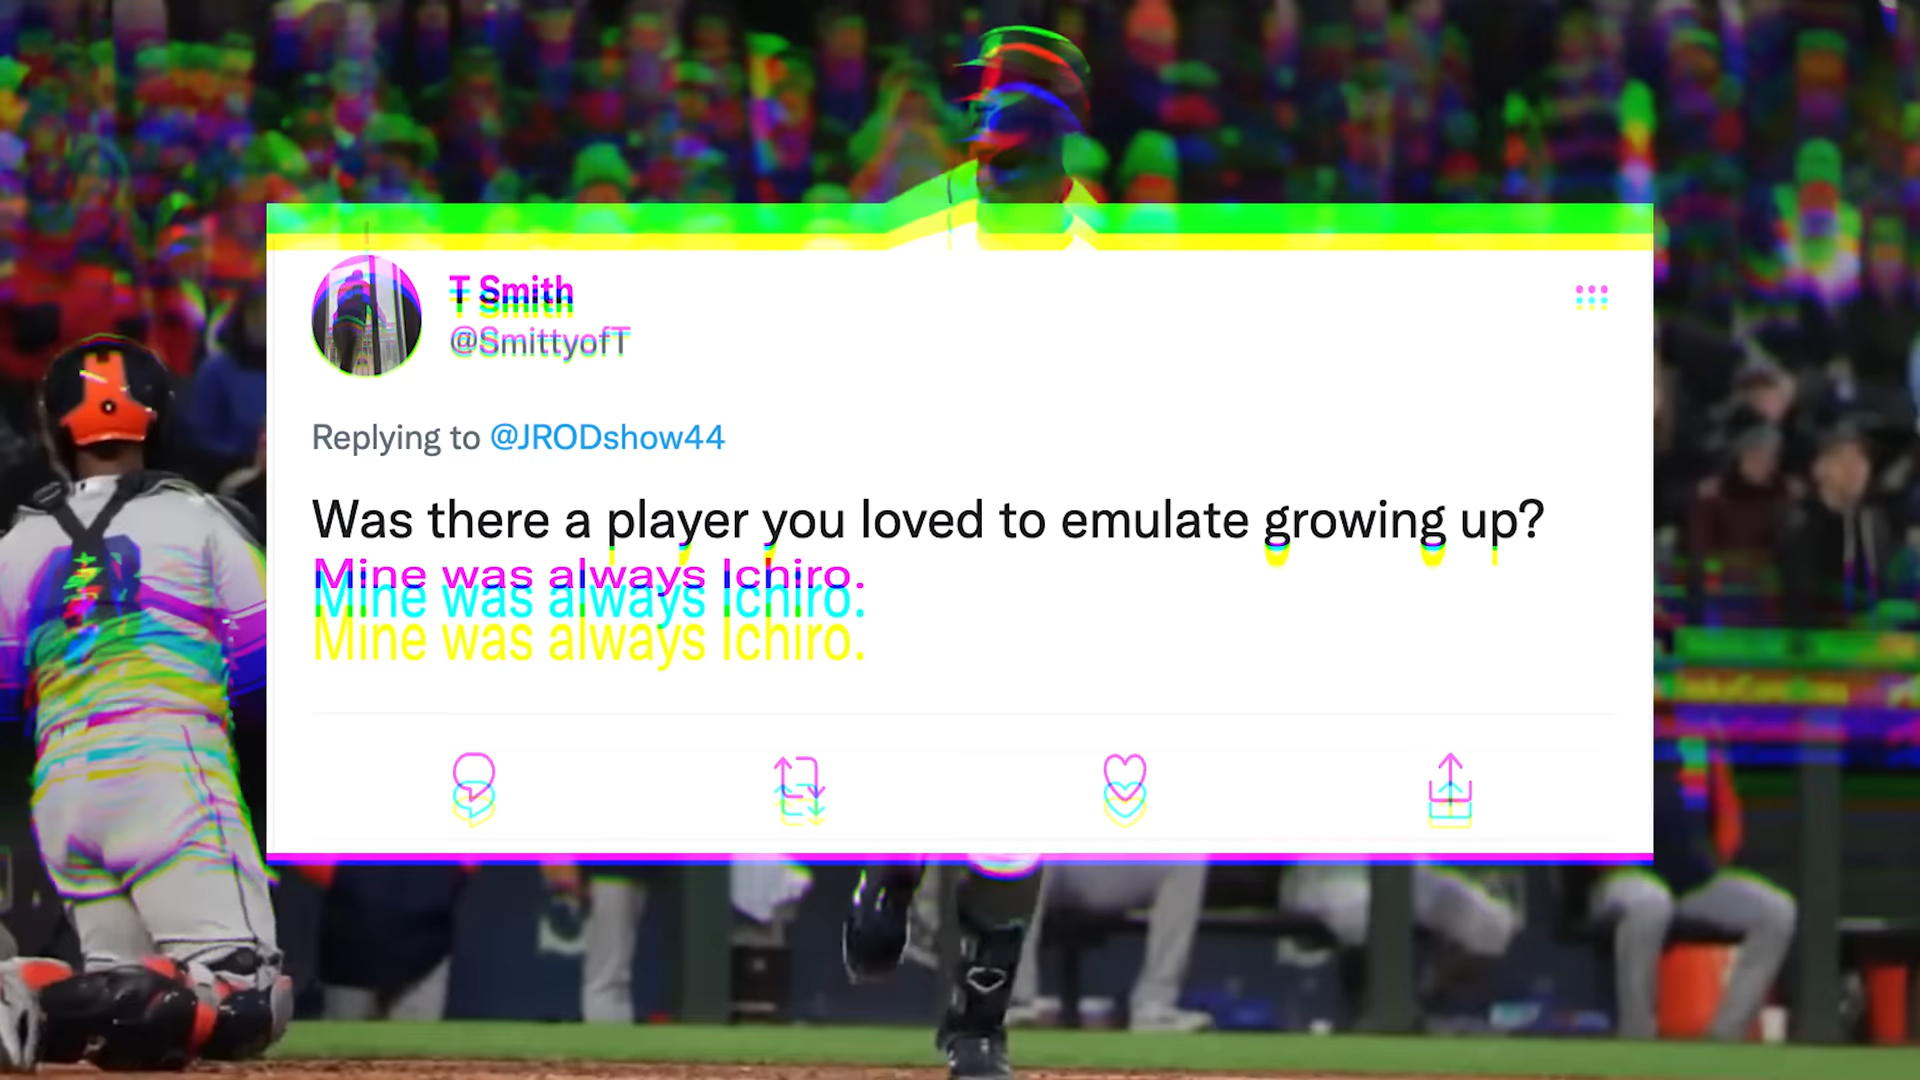 T Smith
@SmittyofT
Replying to @JRODshow44
Was there a player you loved to emulate growing up?
Mine was always Ichiro.
Mine was always Ichiro.
Mine was always Ichiro.